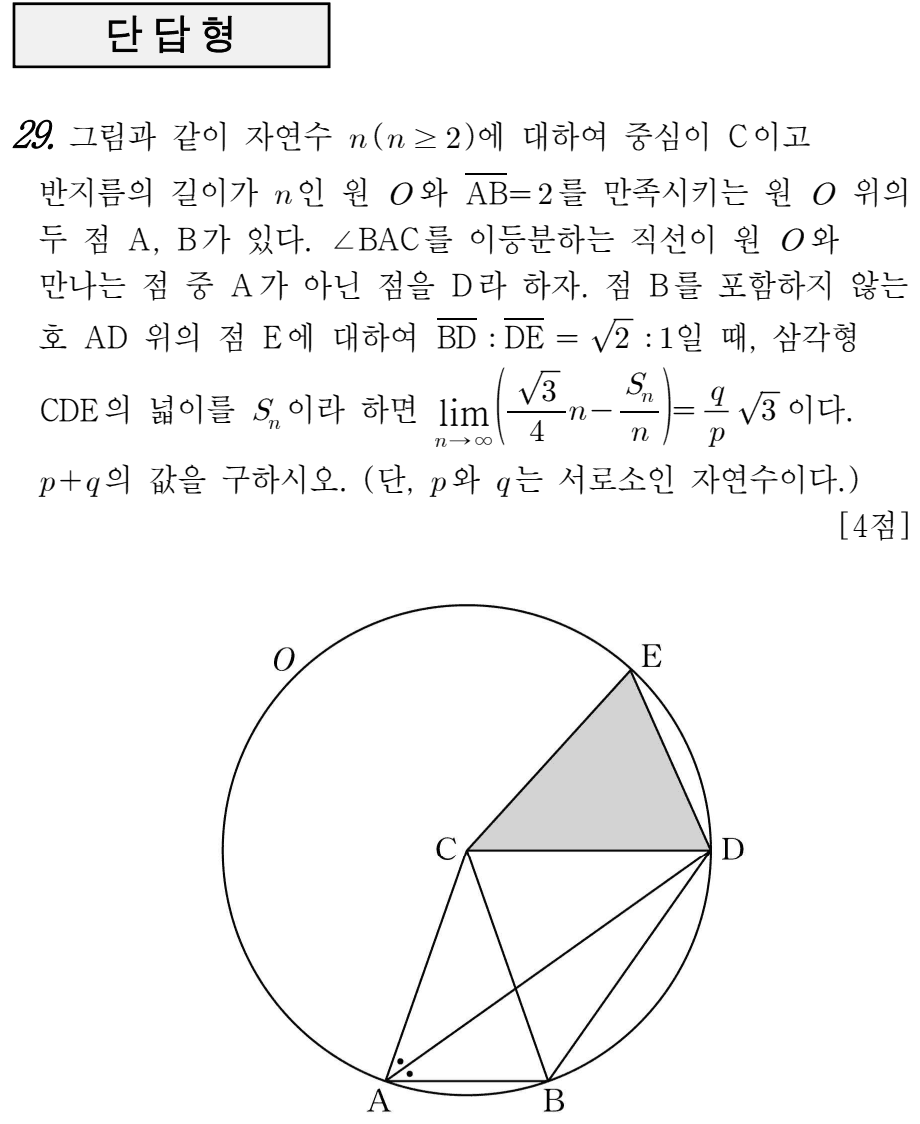 단 답 형
29. 그림과 같이 자연수 n(n ≥ 2)에 대하여 중심이 C이고
반지름의 길이가 n인 원 O와 \overline{AB}=2를 만족시키는 원 O 위의
두 점 A, B가 있다. ∠BAC를 이등분하는 직선이 원 O와
만나는 점 중 A가 아닌 점을 D라 하자. 점 B를 포함하지 않는
호 AD 위의 점 E에 대하여 \overline{BD} : \overline{DE} = √2 : 1일 때, 삼각형
CDE의 넓이를 S_n이라 하면 \lim_{n→∞}(\frac{√3}{4}n − \frac{S_n}{n}) = \frac{q}{p}√3 이다.
p+q의 값을 구하시오. (단, p와 q는 서로소인 자연수이다.)
[4점]
O
E
C
D
A
B